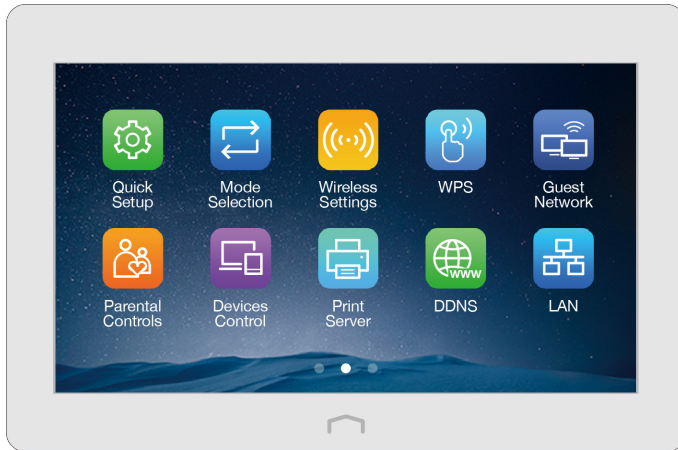 Quick
Setup
Mode
Selection
Wireless
Settings
WPS
Guest
Network
Parental
Controls
Devices
Control
Print
Server
www
DDNS
LAN